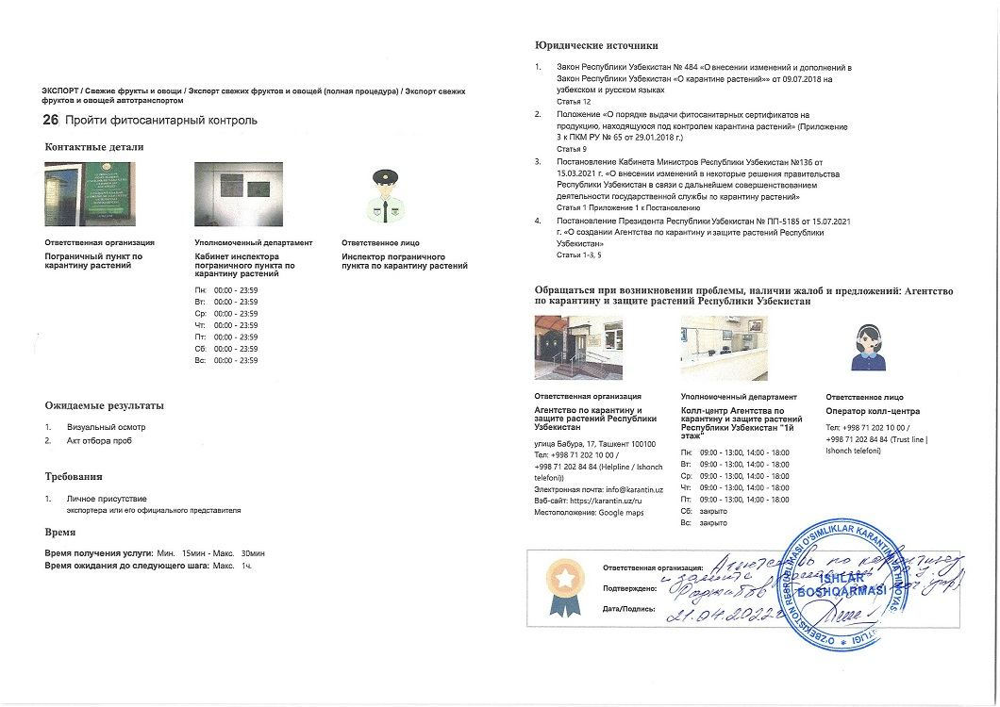 ЭКСПОРТ / Свежие фрукты и овощи / Экспорт свежих фруктов и овощей (полная процедура) / Экспорт свежих
фруктов и овощей автотранспортом
26 Пройти фитосанитарный контроль
Контактные детали
Ответственная организация
Пограничный пункт по
карантину растений
Уполномоченный департамент
Кабинет инспектора
пограничного пункта по
карантину растений
Пн: 00:00 - 23:59
Вт: 00:00 - 23:59
Ср: 00:00 - 23:59
Чт: 00:00 - 23:59
Пт: 00:00 - 23:59
Сб: 00:00 - 23:59
Вс: 00:00 - 23:59
Ответственное лицо
Инспектор пограничного
пункта по карантину растений
Ожидаемые результаты
1. Визуальный осмотр
2. Акт отбора проб
Требования
1. Личное присутствие
экспортера или его официального представителя
Время
Время получения услуги: Мин. 15мин - Макс. 30мин
Время ожидания до следующего шага: Макс. 1ч.
Юридические источники
1. Закон Республики Узбекистан № 484 «О внесении изменений и дополнений в
Закон Республики Узбекистан «О карантине растений»» от 09.07.2018 на
узбекском и русском языках
Статья 12
2. Положение «О порядке выдачи фитосанитарных сертификатов на
продукцию, находящуюся под контролем карантина растений» (Приложение
3 к ПКМ РУ № 65 от 29.01.2018 г.)
Статья 9
3. Постановление Кабинета Министров Республики Узбекистан №136 от
15.03.2021 г. «О внесении изменений в некоторые решения правительства
Республики Узбекистан в связи с дальнейшем совершенствованием
деятельности государственной службы по карантину растений»
Статья 1 Приложение 1 к Постановлению
4. Постановление Президента Республики Узбекистан № ПП-5185 от 15.07.2021
г. «О создании Агентства по карантину и защите растений Республики
Узбекистан»
Статьи 1-3, 5
Обращаться при возникновении проблемы, наличии жалоб и предложений: Агентство
по карантину и защите растений Республики Узбекистан
Ответственная организация
Агентство по карантину и
защите растений Республики
Узбекистан
улица Бабура, 17, Ташкент 100100
Тел: +998 71 202 10 00 /
+998 71 202 84 84 (Helpline / Ishonch
telefoni))
Электронная почта: info@karantin.uz
Вэб-сайт: https://karantin.uz/ru
Местоположение: Google maps
Уполномоченный департамент
Колл-центр Агентства по
карантину и защите растений
Республики Узбекистан "1й
этаж"
Пн: 09:00 - 13:00, 14:00 - 18:00
Вт: 09:00 - 13:00, 14:00 - 18:00
Ср: 09:00 - 13:00, 14:00 - 18:00
Чт: 09:00 - 13:00, 14:00 - 18:00
Пт: 09:00 - 13:00, 14:00 - 18:00
Сб: закрыто
Вс: закрыто
Ответственное лицо
Оператор колл-центра
Тел: +998 71 202 10 00 /
+998 71 202 84 84 (Trust line |
Ishonch telefoni)
Ответственная организация: Агентство по карантину
и защите растений
Подтверждено:
Дата/Подпись: 21.04.2022
ISHLAR
BOSHQARMASI